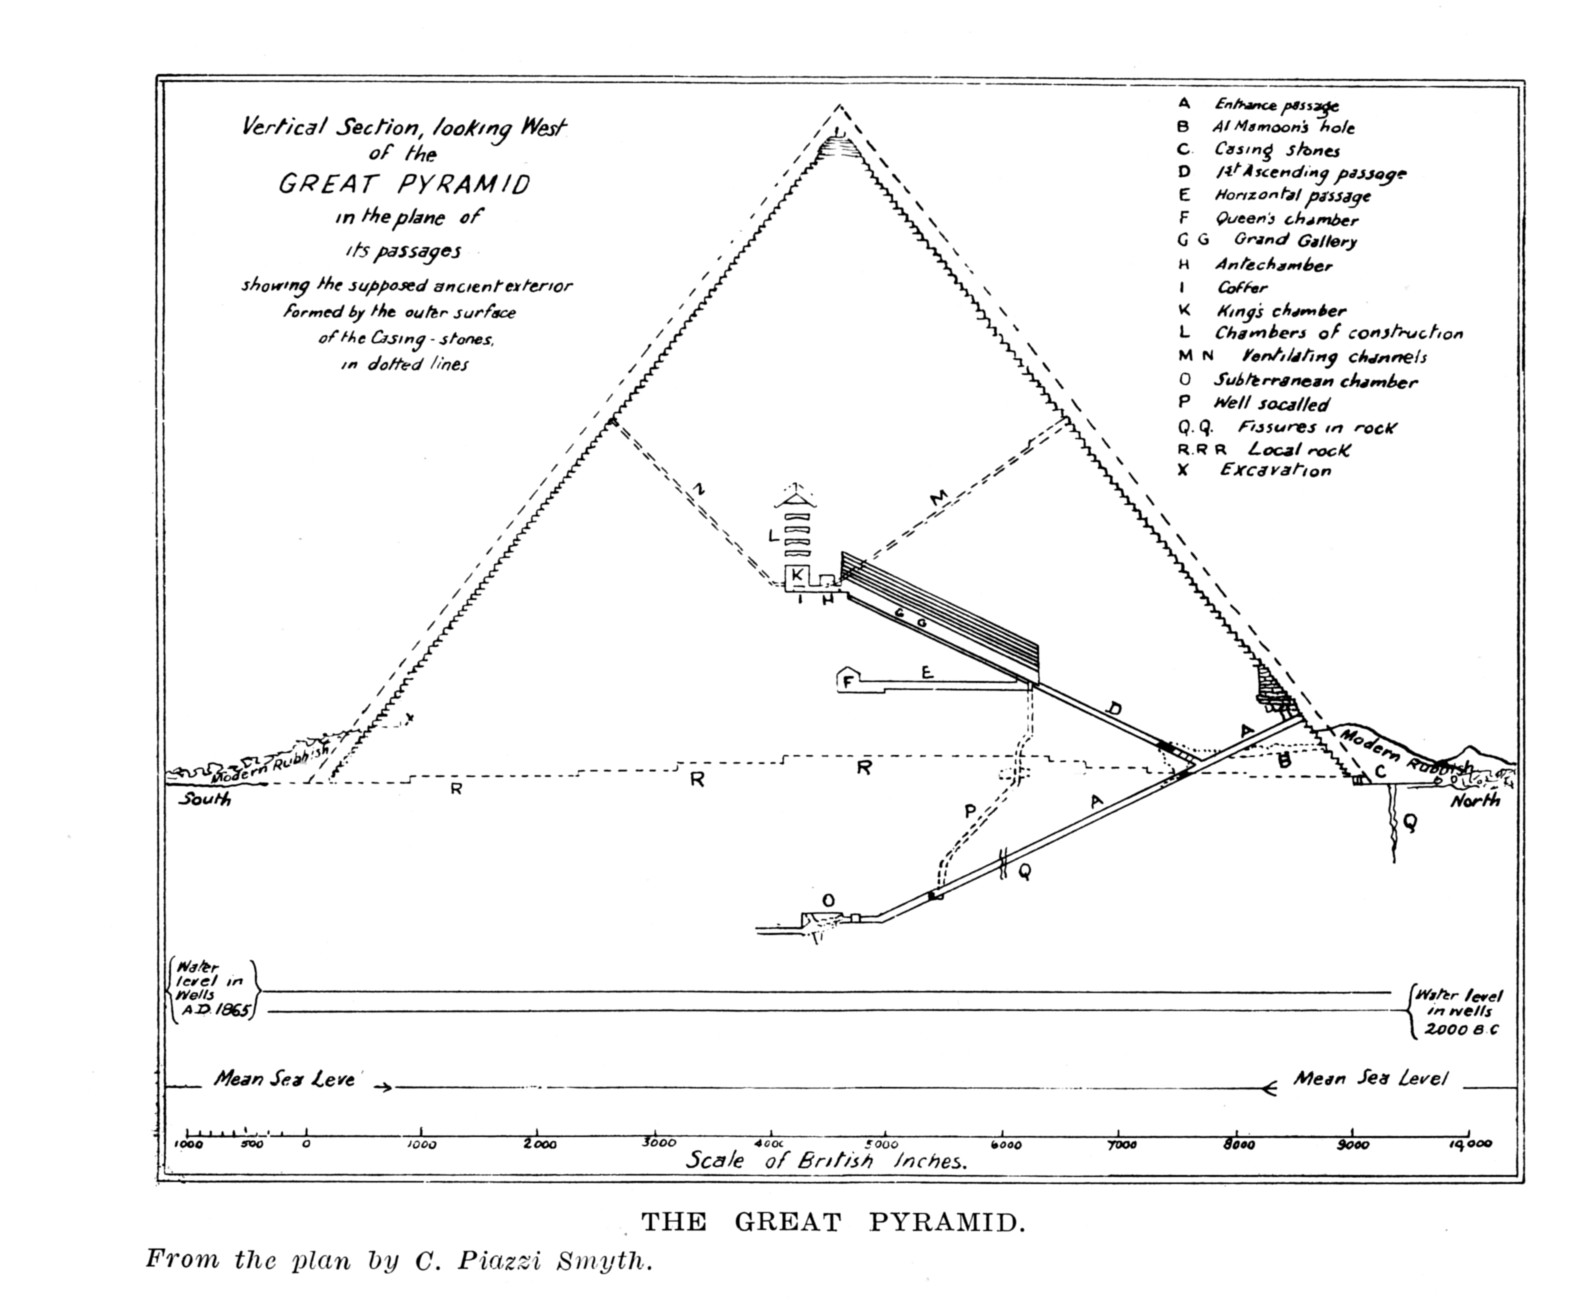 Vertical Section, looking West
of the
GREAT PYRAMID
in the plane of
its passages
showing the supposed ancient exterior
formed by the outer surface
of the Casing-stones,
in dotted lines
A Entrance passage
B Al Mamoon's hole
C. Casing stones
D 1st Ascending passage
E Horizontal passage
F Queen's chamber
G G Grand Gallery
H Antechamber
I Coffer
K King's chamber
L Chambers of construction
M N Ventilating channels
O Subterranean chamber
P Well socalled
Q.Q. Fissures in rock
R.R R Local rock
X Excavation
N
M
L
K
I H
G G
E
F
D
A
X
Modern Rubbish
Modern Rubbish
B
C
R
R
R
South
North
A
P
Q
Q
O
Water
level in
Wells
A.D. 1865
Water level
in wells
2000 B.C
Mean Sea Leve
Mean Sea Level
1000 500 0 1000 2000 3000 4000 5000 6000 7000 8000 9000 10,000
Scale of British Inches.
THE GREAT PYRAMID.
From the plan by C. Piazzi Smyth.